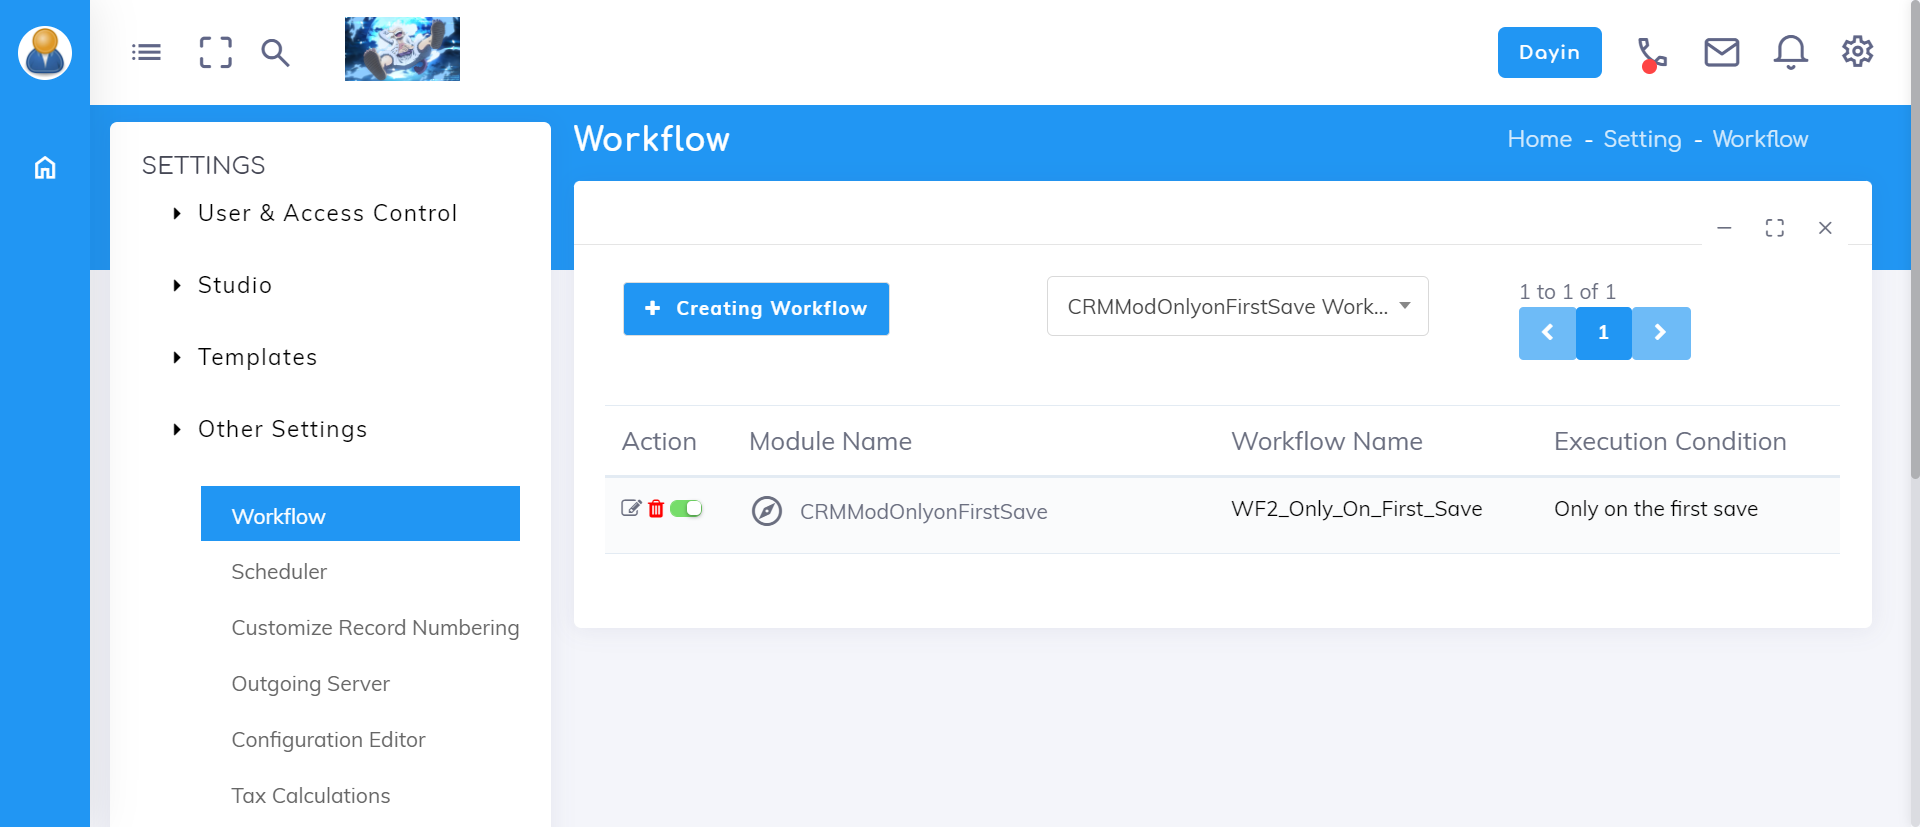 Dayin
SETTINGS
User & Access Control
Studio
Templates
Other Settings
Workflow
Scheduler
Customize Record Numbering
Outgoing Server
Configuration Editor
Tax Calculations
Workflow
Home - Setting - Workflow
Creating Workflow
CRMModOnlyonFirstSave Work...
1 to 1 of 1
1
Action Module Name Workflow Name Execution Condition
CRMModOnlyonFirstSave WF2_Only_On_First_Save Only on the first save